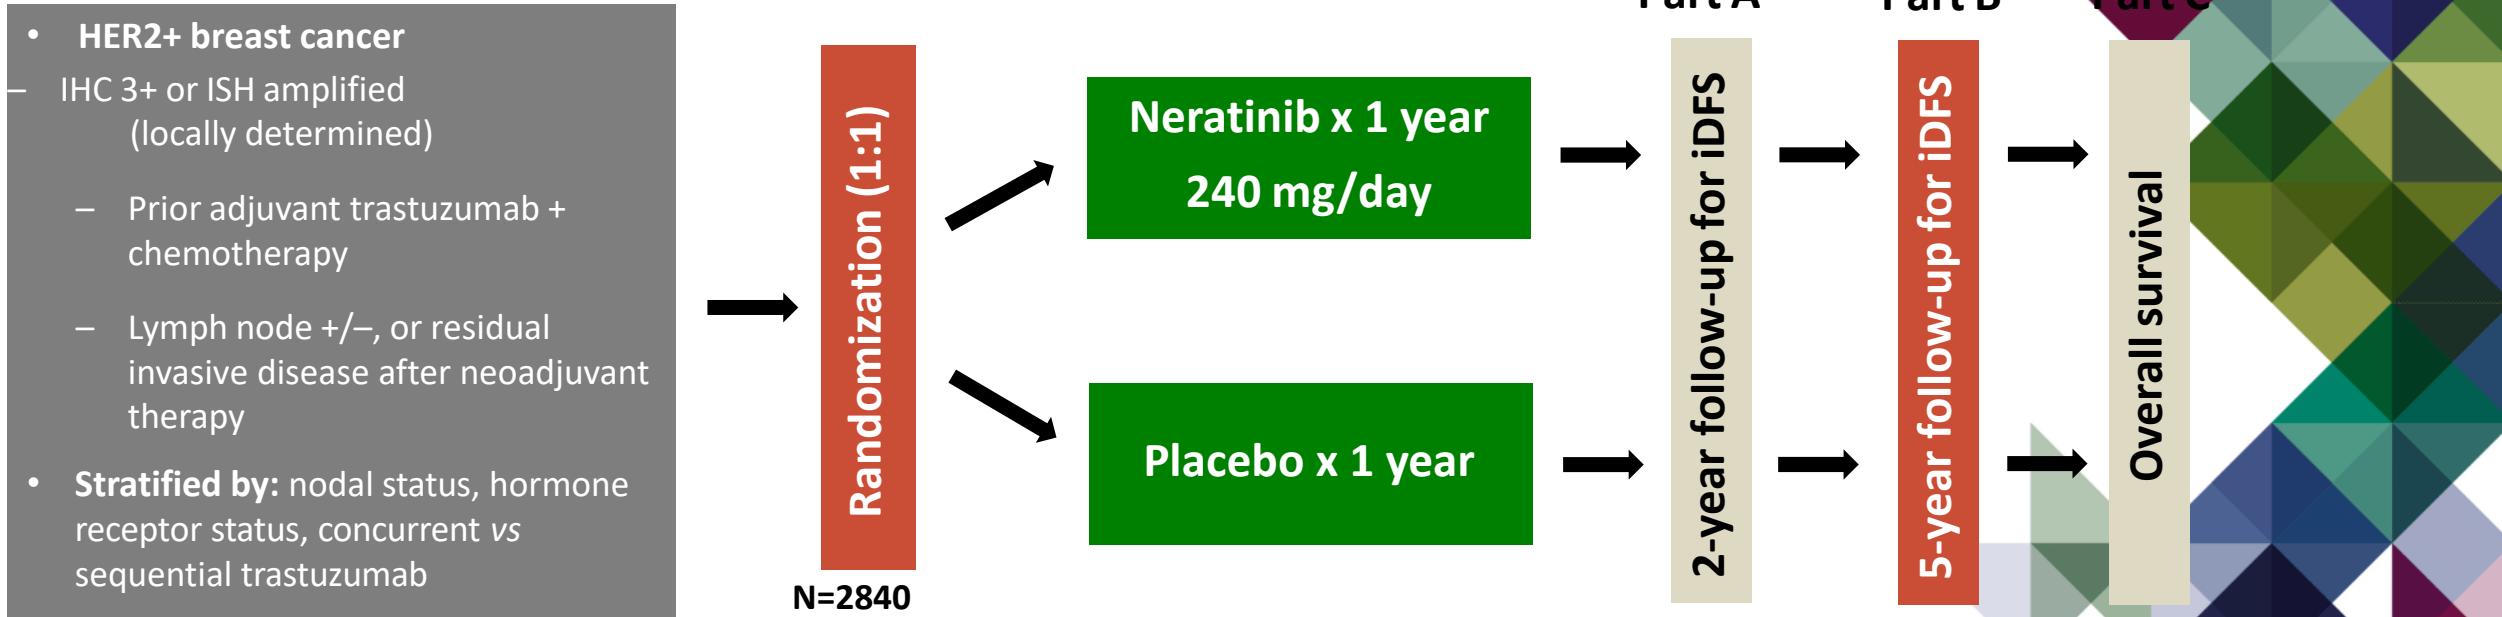 • HER2+ breast cancer
– IHC 3+ or ISH amplified
(locally determined)
– Prior adjuvant trastuzumab +
chemotherapy
– Lymph node +/–, or residual
invasive disease after neoadjuvant
therapy
• Stratified by: nodal status, hormone
receptor status, concurrent vs
sequential trastuzumab
Randomization (1:1)
N=2840
Neratinib x 1 year
240 mg/day
Placebo x 1 year
Part A
2-year follow-up for iDFS
Part B
5-year follow-up for iDFS
Part C
Overall survival